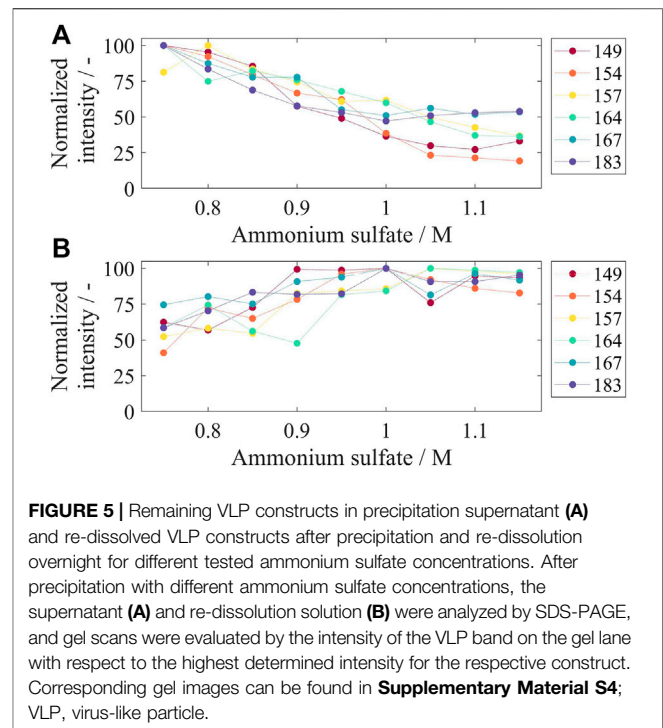 A
Normalized
intensity / -
100
75
50
25
0
0.8
0.9
1
1.1
Ammonium sulfate / M
149
154
157
164
167
183
B
Normalized
intensity / -
100
75
50
25
0
0.8
0.9
1
1.1
Ammonium sulfate / M
149
154
157
164
167
183
FIGURE 5 | Remaining VLP constructs in precipitation supernatant (A)
and re-dissolved VLP constructs after precipitation and re-dissolution
overnight for different tested ammonium sulfate concentrations. After
precipitation with different ammonium sulfate concentrations, the
supernatant (A) and re-dissolution solution (B) were analyzed by SDS-PAGE,
and gel scans were evaluated by the intensity of the VLP band on the gel lane
with respect to the highest determined intensity for the respective construct.
Corresponding gel images can be found in Supplementary Material S4;
VLP, virus-like particle.